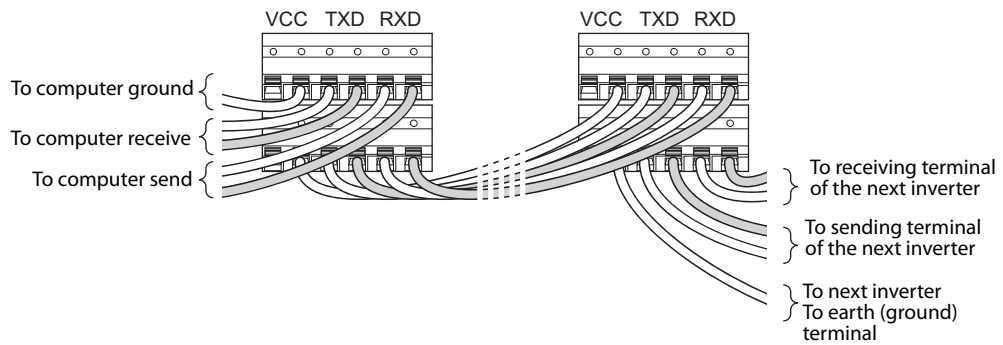 VCC TXD RXD
VCC TXD RXD
To computer ground
To computer receive
To computer send
To receiving terminal
of the next inverter
To sending terminal
of the next inverter
To next inverter
To earth (ground)
terminal